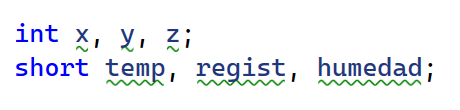 int x, y, z;
short temp, regist, humedad;